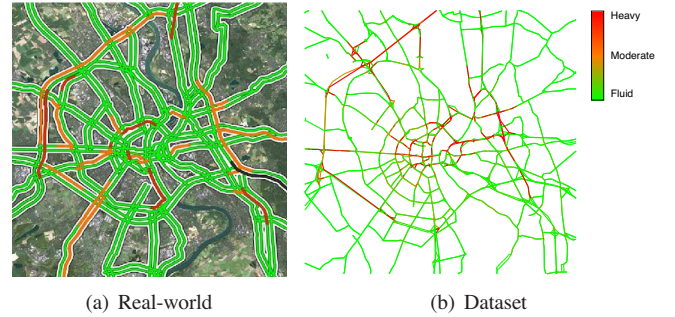 Heavy
Moderate
Fluid
(a) Real-world
(b) Dataset